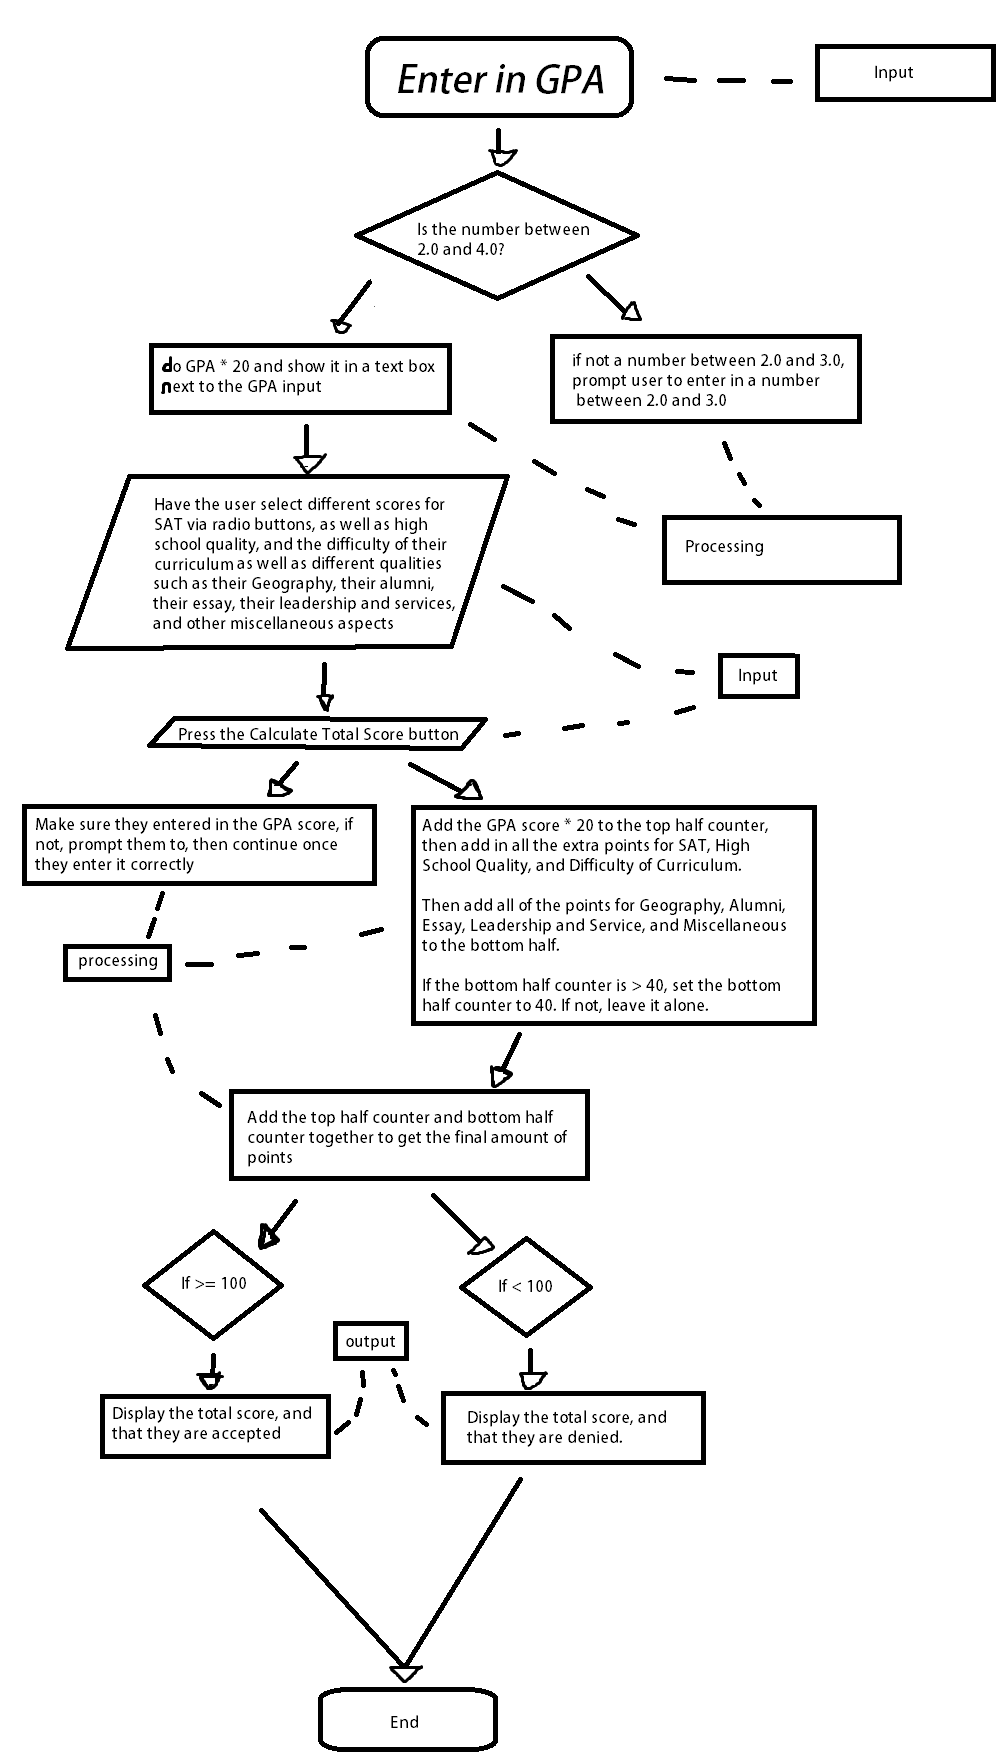 Enter in GPA
Input
Is the number between
2.0 and 4.0?
do GPA * 20 and show it in a text box
next to the GPA input
if not a number between 2.0 and 3.0,
prompt user to enter in a number
between 2.0 and 3.0
Have the user select different scores for
SAT via radio buttons, as well as high
school quality, and the difficulty of their
curriculum as well as different qualities
such as their Geography, their alumni,
their essay, their leadership and services,
and other miscellaneous aspects
Processing
Input
Press the Calculate Total Score button
Make sure they entered in the GPA score, if
not, prompt them to, then continue once
they enter it correctly
Add the GPA score * 20 to the top half counter,
then add in all the extra points for SAT, High
School Quality, and Difficulty of Curriculum.
Then add all of the points for Geography, Alumni,
Essay, Leadership and Service, and Miscellaneous
to the bottom half.
If the bottom half counter is > 40, set the bottom
half counter to 40. If not, leave it alone.
processing
Add the top half counter and bottom half
counter together to get the final amount of
points
If >= 100
If < 100
output
Display the total score, and
that they are accepted
Display the total score, and
that they are denied.
End